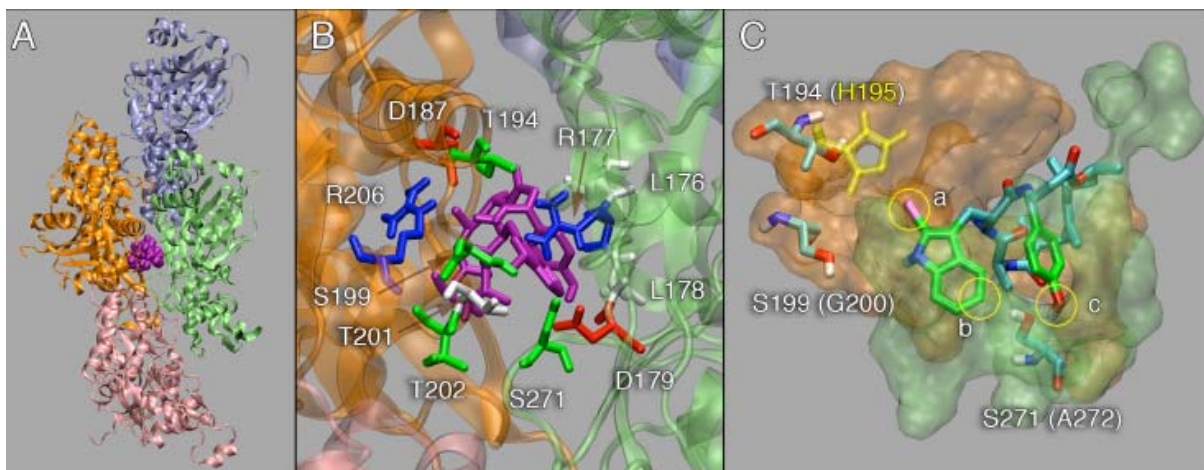 A
B
D187
T194
R177
R206
L176
S199
L178
T201
T202
S271
D179
C
T194 (H195)
a
S199 (G200)
b
c
S271 (A272)